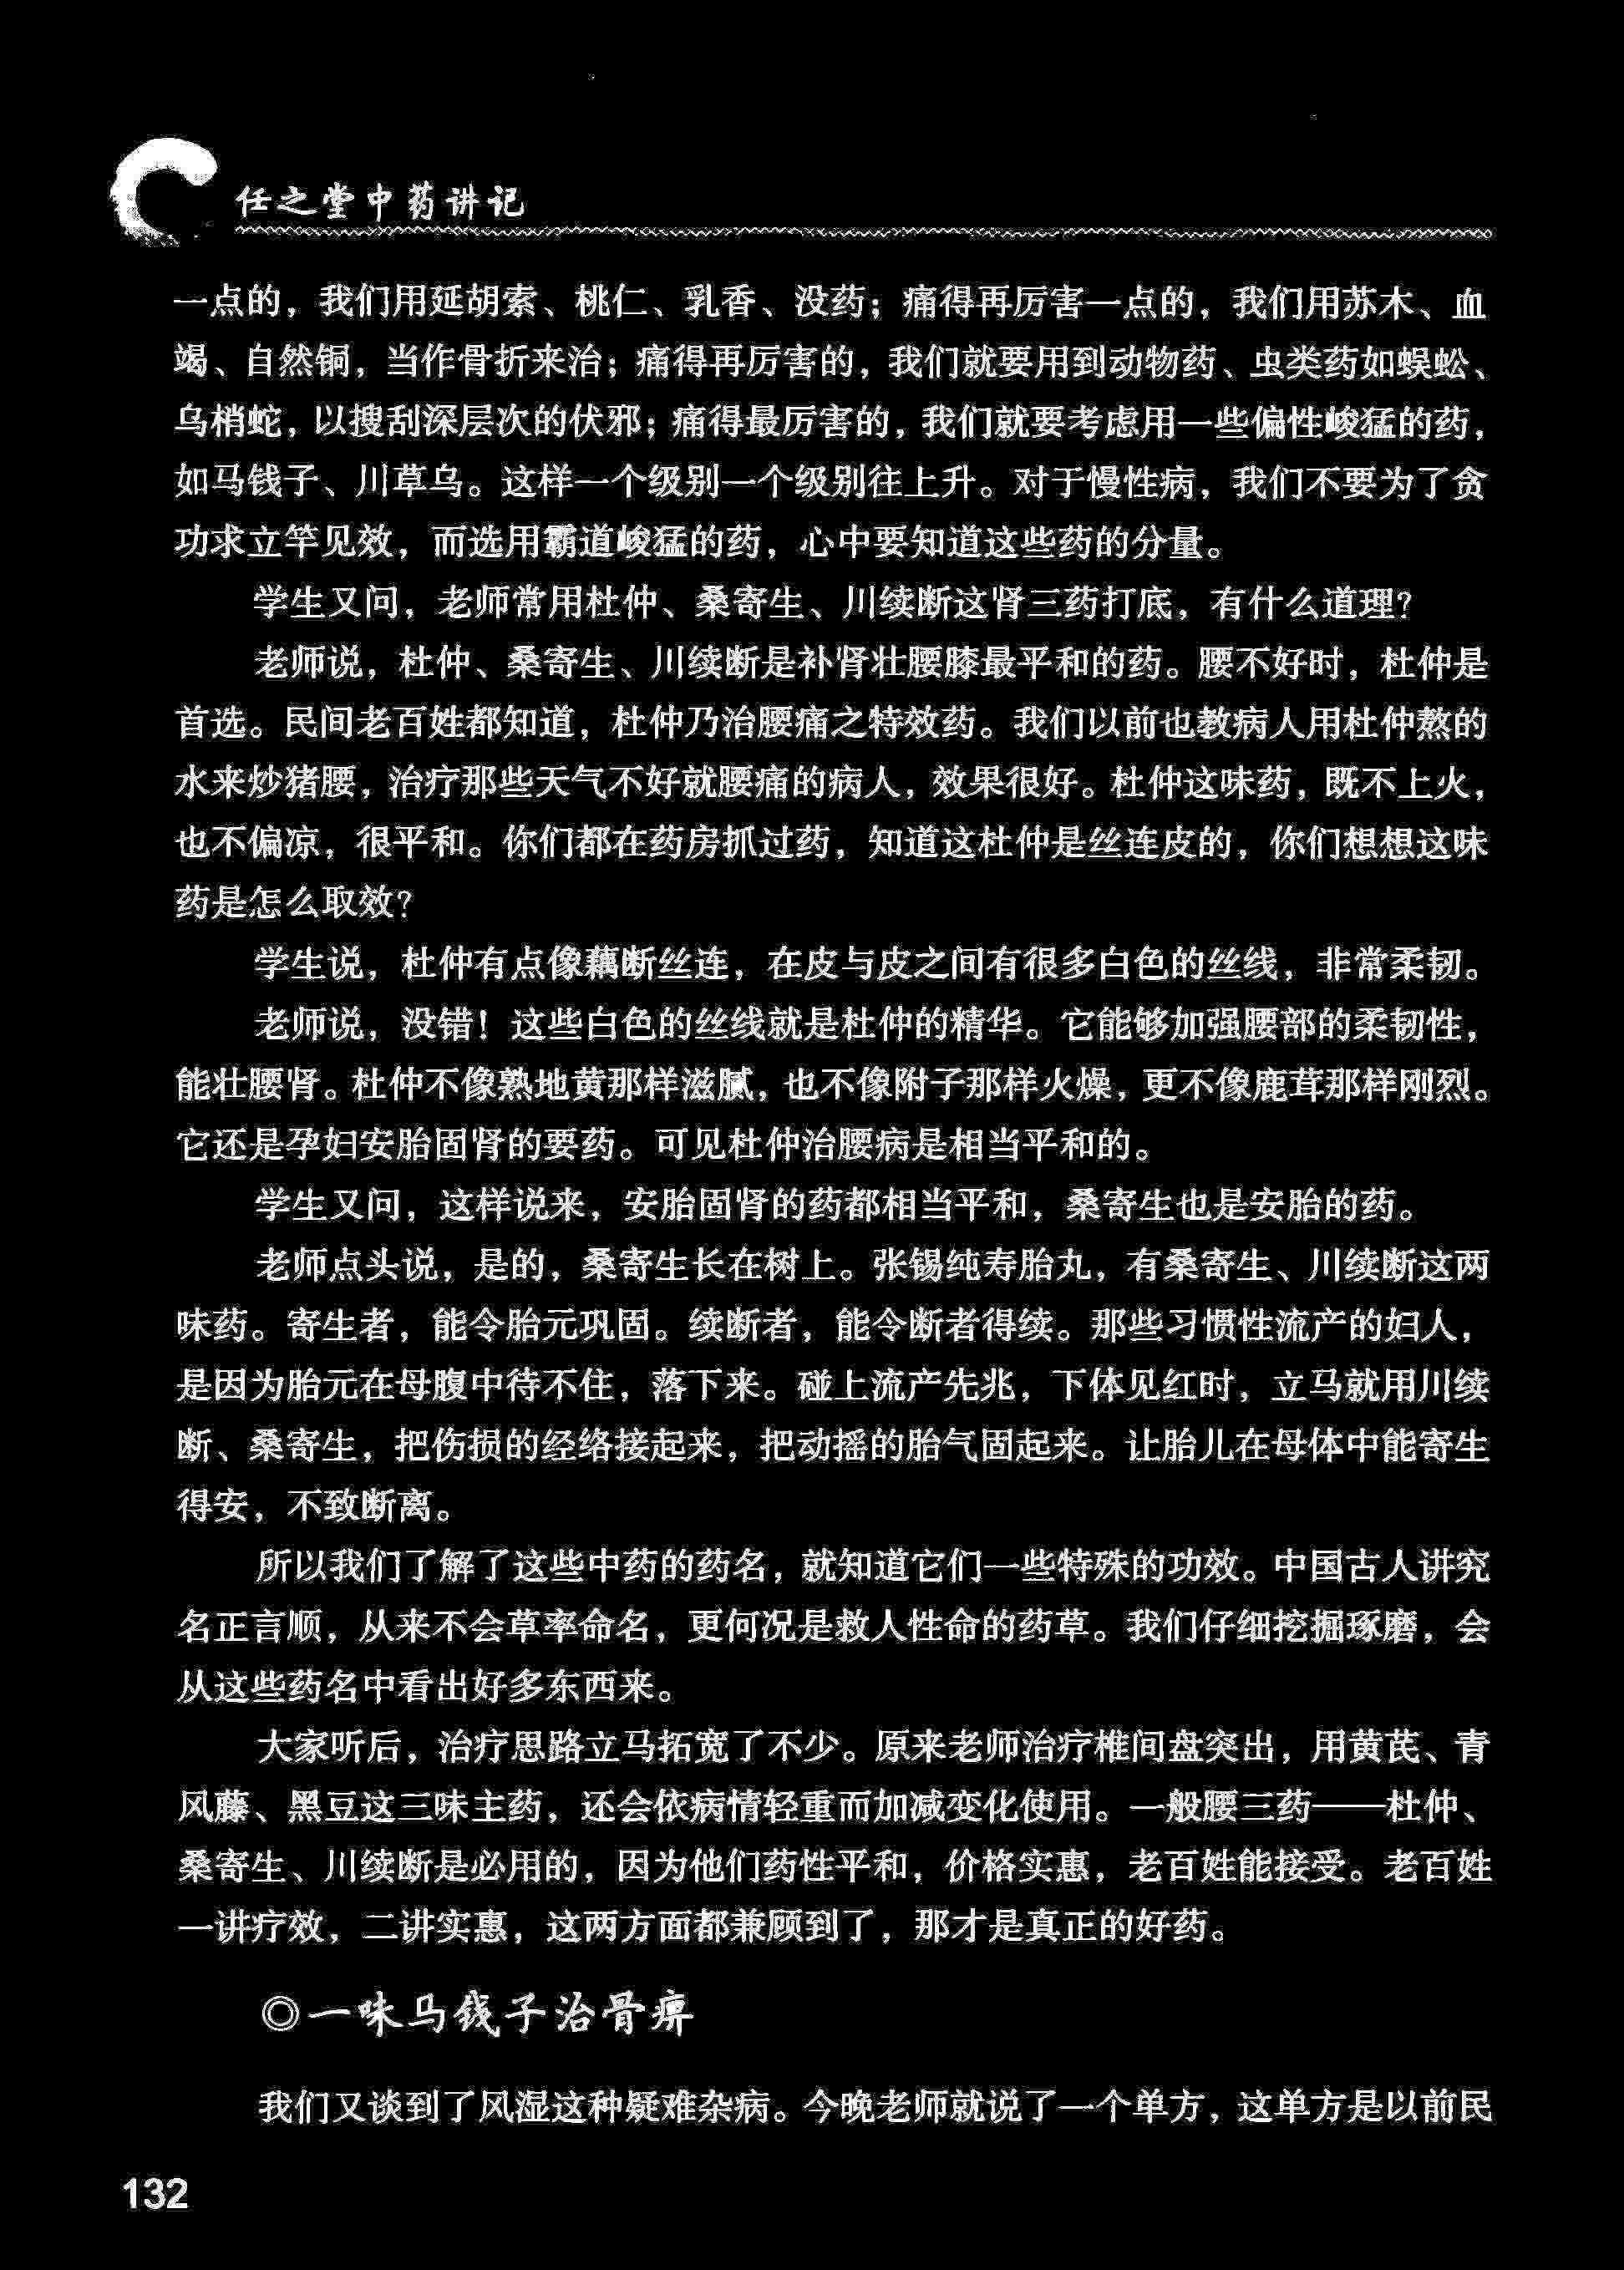 任之堂中药讲记
一点的，我们用延胡索、桃仁、乳香、没药；痛得再厉害一点的，我们用苏木、血
竭、自然铜，当作骨折来治；痛得再厉害的，我们就要用到动物药、虫类药如蜈蚣、
乌梢蛇，以搜刮深层次的伏邪；痛得最厉害的，我们就要考虑用一些偏性峻猛的药，
如马钱子、川草乌。这样一个级别一个级别往上升。对于慢性病，我们不要为了贪
功求立竿见效，而选用霸道峻猛的药，心中要知道这些药的分量。
学生又问，老师常用杜仲、桑寄生、川续断这肾三药打底，有什么道理？
老师说，杜仲、桑寄生、川续断是补肾壮腰膝最平和的药。腰不好时，杜仲是
首选。民间老百姓都知道，杜仲乃治腰痛之特效药。我们以前也教病人用杜仲熬的
水来炒猪腰，治疗那些天气不好就腰痛的病人，效果很好。杜仲这味药，既不上火，
也不偏凉，很平和。你们都在药房抓过药，知道这杜仲是丝连皮的，你们想想这味
药是怎么取效？
学生说，杜仲有点像藕断丝连，在皮与皮之间有很多白色的丝线，非常柔韧。
老师说，没错！这些白色的丝线就是杜仲的精华。它能够加强腰部的柔韧性，
能壮腰肾。杜仲不像熟地黄那样滋腻，也不像附子那样火燥，更不像鹿茸那样刚烈。
它还是孕妇安胎固肾的要药。可见杜仲治腰病是相当平和的。
学生又问，这样说来，安胎固肾的药都相当平和，桑寄生也是安胎的药。
老师点头说，是的，桑寄生长在树上。张锡纯寿胎丸，有桑寄生、川续断这两
味药。寄生者，能令胎元巩固。续断者，能令断者得续。那些习惯性流产的妇人，
是因为胎元在母腹中待不住，落下来。碰上流产先兆，下体见红时，立马就用川续
断、桑寄生，把伤损的经络接起来，把动摇的胎气固起来。让胎儿在母体中能寄生
得安，不致断离。
所以我们了解了这些中药的药名，就知道它们一些特殊的功效。中国古人讲究
名正言顺，从来不会草率命名，更何况是救人性命的药草。我们仔细挖掘琢磨，会
从这些药名中看出好多东西来。
大家听后，治疗思路立马拓宽了不少。原来老师治疗椎间盘突出，用黄芪、青
风藤、黑豆这三味主药，还会依病情轻重而加减变化使用。一般腰三药——杜仲、
桑寄生、川续断是必用的，因为他们药性平和，价格实惠，老百姓能接受。老百姓
一讲疗效，二讲实惠，这两方面都兼顾到了，那才是真正的好药。
◎一味马钱子治骨痹
我们又谈到了风湿这种疑难杂病。今晚老师就说了一个单方，这单方是以前民
132